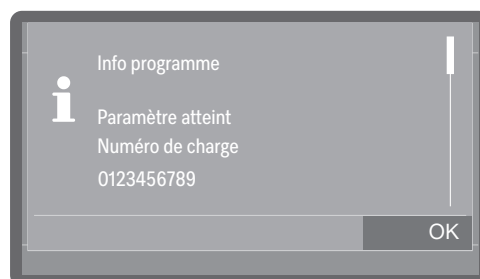 Info programme
Paramètre atteint
Numéro de charge
0123456789
OK